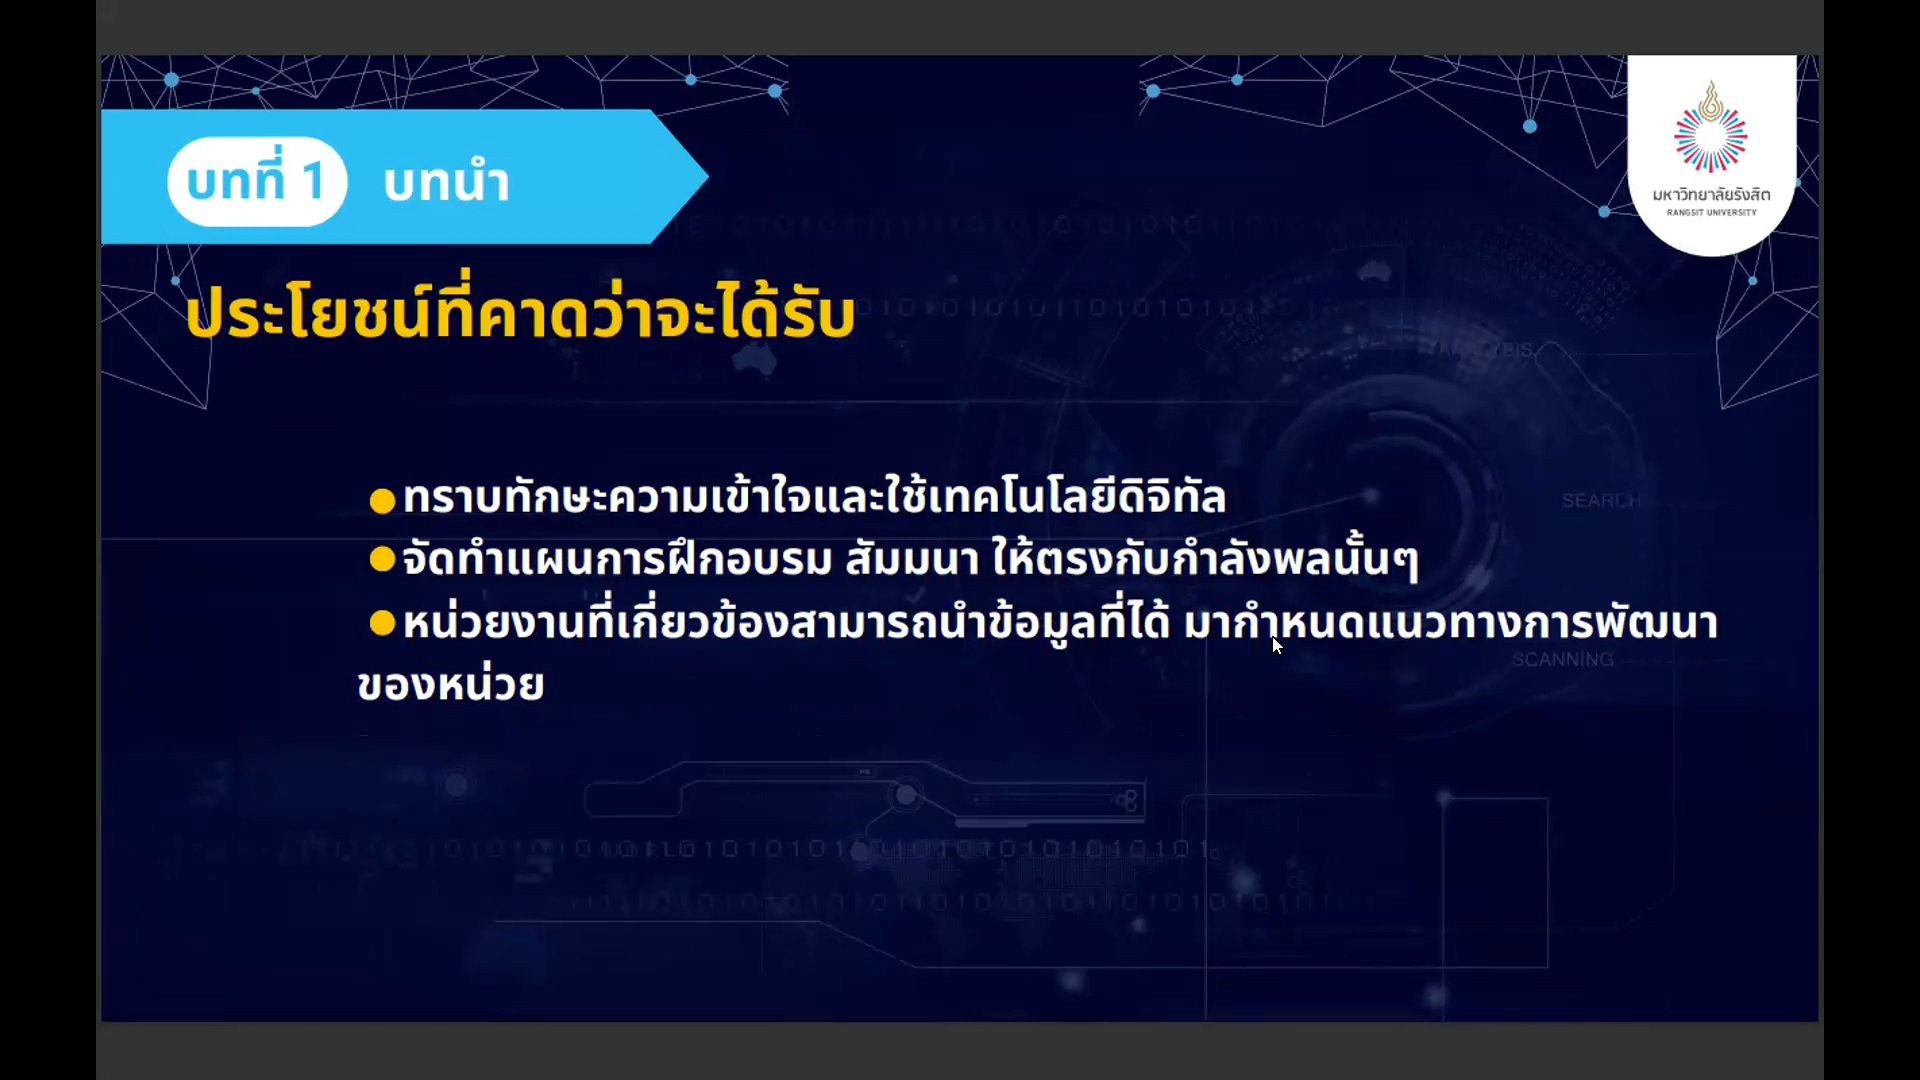 บทที่ 1 บทนำ
มหาวิทยาลัยรังสิต
RANGSIT UNIVERSITY
ประโยชน์ที่คาดว่าจะได้รับ
ทราบทักษะความเข้าใจและใช้เทคโนโลยีดิจิทัล
จัดทำแผนการฝึกอบรม สัมมนา ให้ตรงกับกำลังพลนั้นๆ
หน่วยงานที่เกี่ยวข้องสามารถนำข้อมูลที่ได้ มากำหนดแนวทางการพัฒนา
ของหน่วย
SEARCH
SCANNING